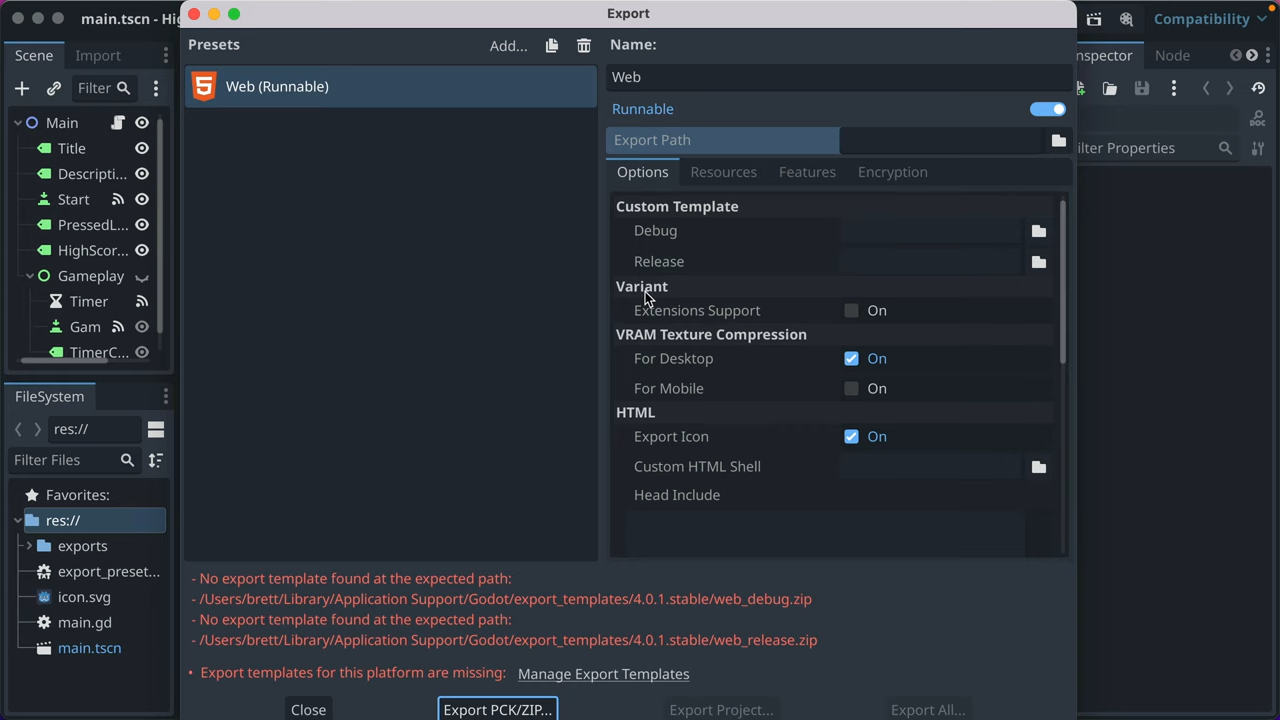 main.tscn - Hig
Export
Compatibility
Scene
Import
Presets
Add...
Name:
Inspector
Node
Filter
Web (Runnable)
Web
Runnable
Main
Export Path
Title
Filter Properties
Descripti...
Options
Resources
Features
Encryption
Start
Custom Template
PressedL...
Debug
HighScor...
Release
Gameplay
Variant
Timer
Extensions Support
On
Gam
VRAM Texture Compression
TimerC...
For Desktop
On
For Mobile
On
FileSystem
HTML
res://
Export Icon
On
Filter Files
Custom HTML Shell
Favorites:
Head Include
res://
exports
export_preset...
- No export template found at the expected path:
icon.svg
- /Users/brett/Library/Application Support/Godot/export_templates/4.0.1.stable/web_debug.zip
main.gd
- No export template found at the expected path:
main.tscn
- /Users/brett/Library/Application Support/Godot/export_templates/4.0.1.stable/web_release.zip
• Export templates for this platform are missing: Manage Export Templates
Close
Export PCK/ZIP...
Export Project...
Export All...